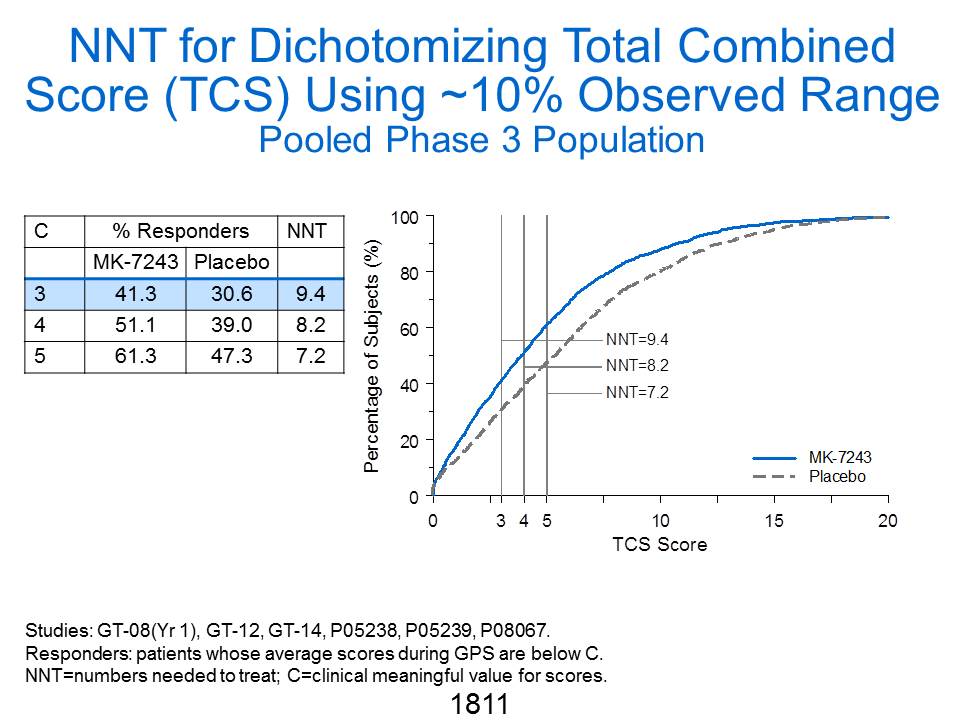 NNT for Dichotomizing Total Combined
Score (TCS) Using ~10% Observed Range
Pooled Phase 3 Population
C % Responders NNT
MK-7243 Placebo
3 41.3 30.6 9.4
4 51.1 39.0 8.2
5 61.3 47.3 7.2
Percentage of Subjects (%)
100
80
60
40
20
0
NNT=9.4
NNT=8.2
NNT=7.2
MK-7243
Placebo
0 3 4 5 10 15 20
TCS Score
Studies: GT-08(Yr 1), GT-12, GT-14, P05238, P05239, P08067.
Responders: patients whose average scores during GPS are below C.
NNT=numbers needed to treat; C=clinical meaningful value for scores.
1811